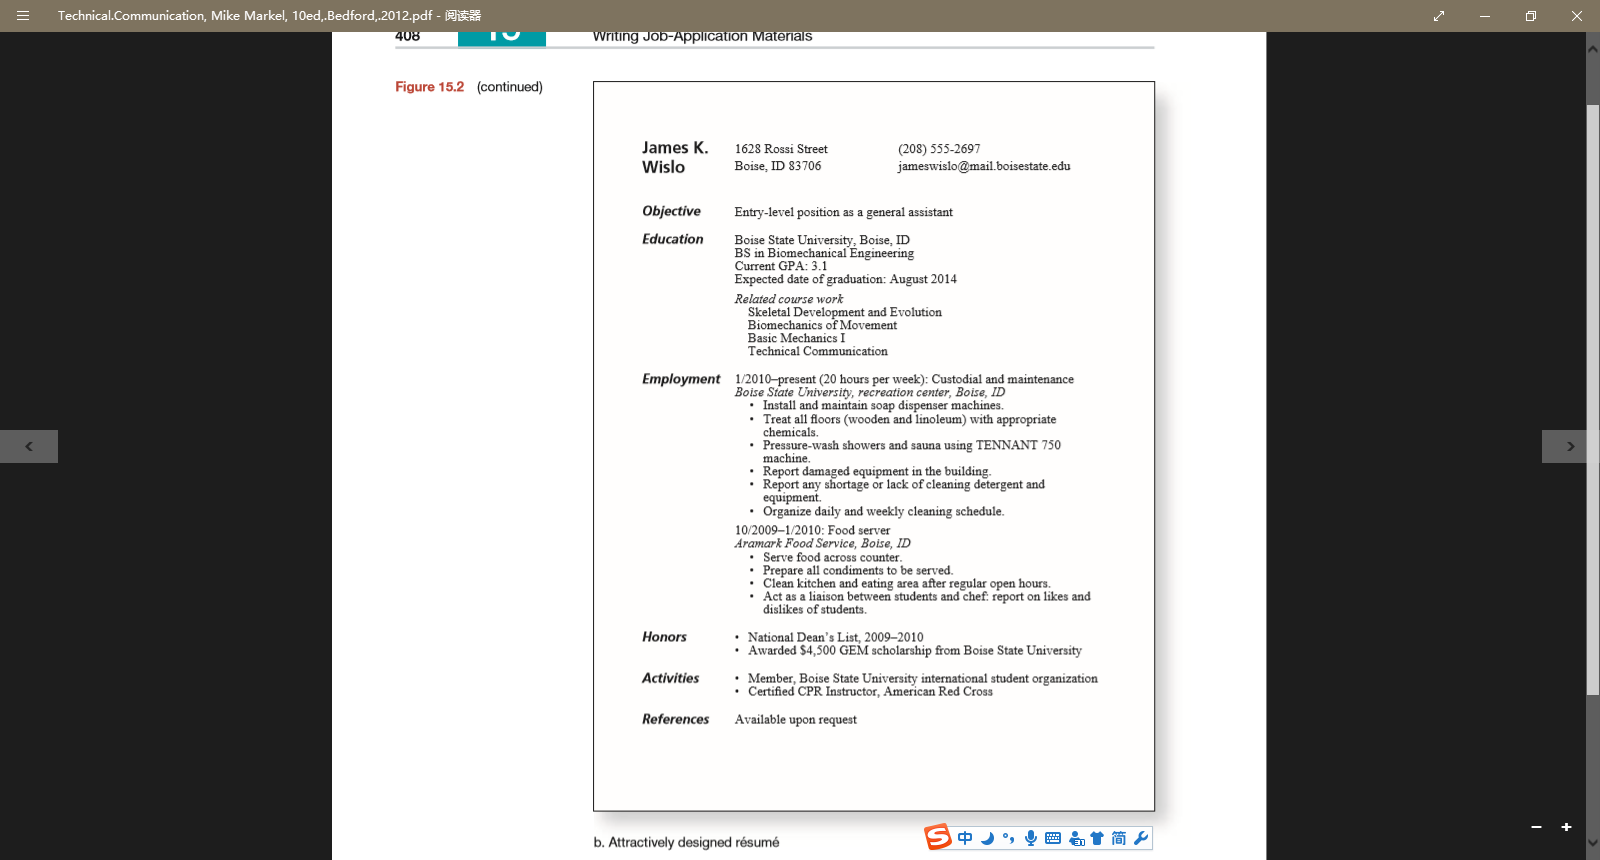 Technical.Communication, Mike Markel, 10ed,.Bedford,.2012.pdf - 阅读器
408 15 Writing Job-Application Materials
Figure 15.2 (continued)
James K. Wislo
1628 Rossi Street (208) 555-2697
Boise, ID 83706 jameswislo@mail.boisestate.edu
Objective Entry-level position as a general assistant
Education Boise State University, Boise, ID
BS in Biomechanical Engineering
Current GPA: 3.1
Expected date of graduation: August 2014
Related course work
Skeletal Development and Evolution
Biomechanics of Movement
Basic Mechanics I
Technical Communication
Employment 1/2010–present (20 hours per week): Custodial and maintenance
Boise State University, recreation center, Boise, ID
• Install and maintain soap dispenser machines.
• Treat all floors (wooden and linoleum) with appropriate
chemicals.
• Pressure-wash showers and sauna using TENNANT 750
machine.
• Report damaged equipment in the building.
• Report any shortage or lack of cleaning detergent and
equipment.
• Organize daily and weekly cleaning schedule.
10/2009–1/2010: Food server
Aramark Food Service, Boise, ID
• Serve food across counter.
• Prepare all condiments to be served.
• Clean kitchen and eating area after regular open hours.
• Act as a liaison between students and chef: report on likes and
dislikes of students.
Honors • National Dean's List, 2009–2010
• Awarded $4,500 GEM scholarship from Boise State University
Activities • Member, Boise State University international student organization
• Certified CPR Instructor, American Red Cross
References Available upon request
b. Attractively designed résumé
S 中 简